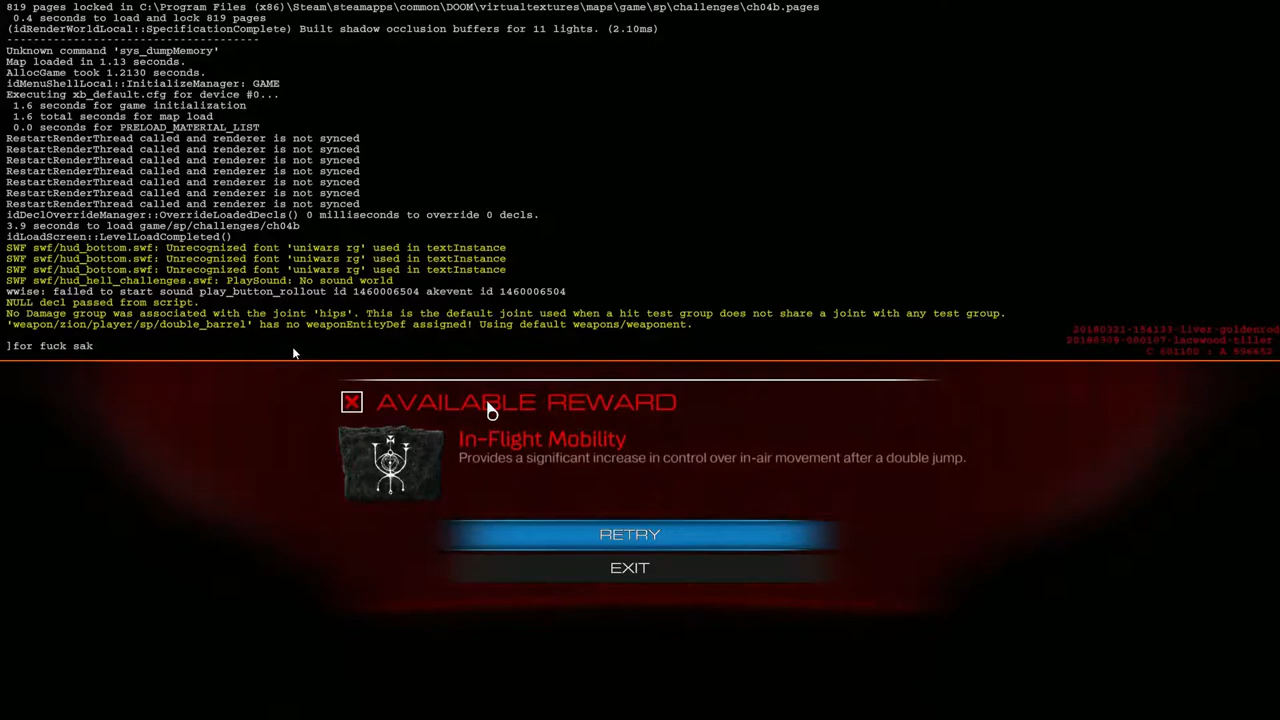 819 pages locked in C:\Program Files (x86)\Steam\steamapps\common\DOOM\virtualtextures\maps\game\sp\challenges\ch04b.pages
0.4 seconds to load and lock 819 pages
(idRenderWorldLocal::SpecificationComplete) Built shadow occlusion buffers for 11 lights. (2.10ms)
------------------------------------
Unknown command 'sys_dumpMemory'
Map loaded in 1.13 seconds.
AllocGame took 1.2130 seconds.
idMenuShellLocal::InitializeManager: GAME
Executing xb_default.cfg for device #0...
1.6 seconds for game initialization
1.6 total seconds for map load
0.0 seconds for PRELOAD_MATERIAL_LIST
RestartRenderThread called and renderer is not synced
RestartRenderThread called and renderer is not synced
RestartRenderThread called and renderer is not synced
RestartRenderThread called and renderer is not synced
RestartRenderThread called and renderer is not synced
RestartRenderThread called and renderer is not synced
RestartRenderThread called and renderer is not synced
idDeclOverrideManager::OverrideLoadedDecls() 0 milliseconds to override 0 decls.
3.9 seconds to load game/sp/challenges/ch04b
idLoadScreen::LevelLoadCompleted()
SWF swf/hud_bottom.swf: Unrecognized font 'uniwars rg' used in textInstance
SWF swf/hud_bottom.swf: Unrecognized font 'uniwars rg' used in textInstance
SWF swf/hud_bottom.swf: Unrecognized font 'uniwars rg' used in textInstance
SWF swf/hud_hell_challenges.swf: PlaySound: No sound world
wwise: failed to start sound play_button_rollout id 1460006504 akevent id 1460006504
NULL decl passed from script.
No Damage group was associated with the joint 'hips'. This is the default joint used when a hit test group does not share a joint with any test group.
'weapon/zion/player/sp/double_barrel' has no weaponEntityDef assigned! Using default weapons/weaponent.
20180321-154133-liver-goldenrod
20180309-000107-lacewood-tiller
]for fuck sak
AVAILABLE REWARD
In-Flight Mobility
Provides a significant increase in control over in-air movement after a double jump.
RETRY
EXIT